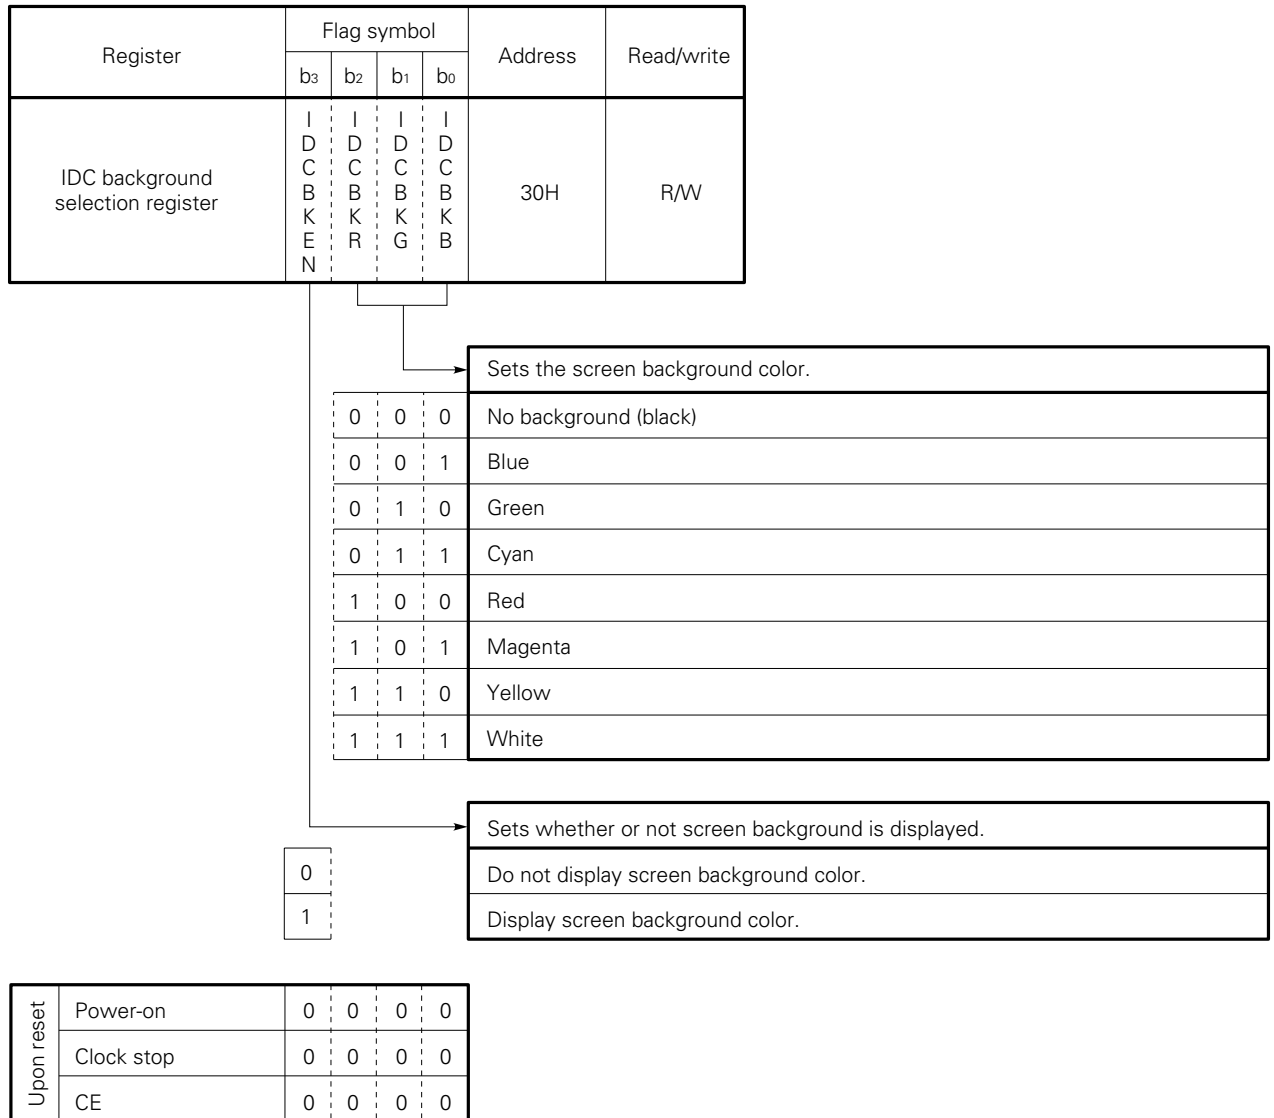 Register Flag symbol Address Read/write
b3 b2 b1 b0
IDC background selection register IDCBKEN IDCBKR IDCBKG IDCBKB 30H R/W
Sets the screen background color.
0 0 0 No background (black)
0 0 1 Blue
0 1 0 Green
0 1 1 Cyan
1 0 0 Red
1 0 1 Magenta
1 1 0 Yellow
1 1 1 White
Sets whether or not screen background is displayed.
0 Do not display screen background color.
1 Display screen background color.
Upon reset
Power-on 0 0 0 0
Clock stop 0 0 0 0
CE 0 0 0 0